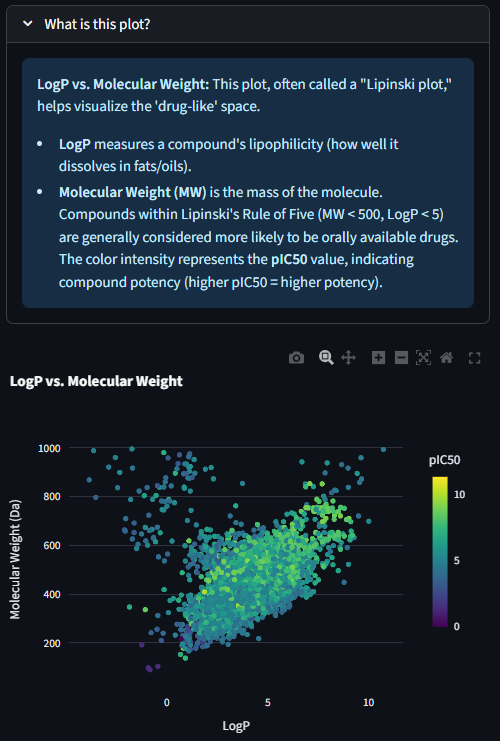 What is this plot?
LogP vs. Molecular Weight: This plot, often called a "Lipinski plot,"
helps visualize the 'drug-like' space.
• LogP measures a compound's lipophilicity (how well it
dissolves in fats/oils).
• Molecular Weight (MW) is the mass of the molecule.
Compounds within Lipinski's Rule of Five (MW < 500, LogP < 5)
are generally considered more likely to be orally available drugs.
The color intensity represents the pIC50 value, indicating
compound potency (higher pIC50 = higher potency).
LogP vs. Molecular Weight
pIC50
10
5
0
Molecular Weight (Da)
1000
800
600
400
200
0
5
10
LogP